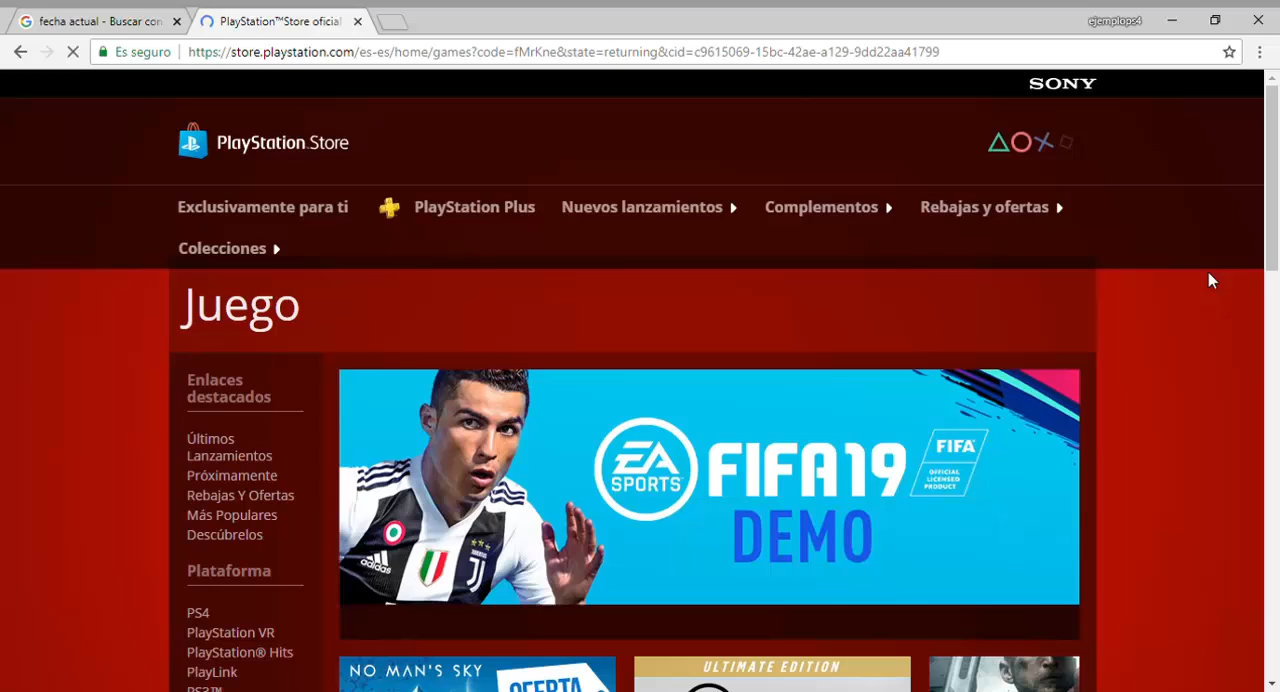 fecha actual - Buscar con
PlayStation™Store oficial
ejemplops4
Es seguro
https://store.playstation.com/es-es/home/games?code=fMrKne&state=returning&cid=c9615069-15bc-42ae-a129-9dd22aa41799
SONY
PlayStation Store
Exclusivamente para ti
PlayStation Plus
Nuevos lanzamientos
Complementos
Rebajas y ofertas
Colecciones
Juego
Enlaces
destacados
Últimos
Lanzamientos
Próximamente
Rebajas Y Ofertas
Más Populares
Descúbrelos
Plataforma
PS4
PlayStation VR
PlayStation® Hits
PlayLink
EA
SPORTS
FIFA19
DEMO
FIFA
OFFICIAL
LICENSED
PRODUCT
adidas
NO MAN'S SKY
OFERTA
ULTIMATE EDITION